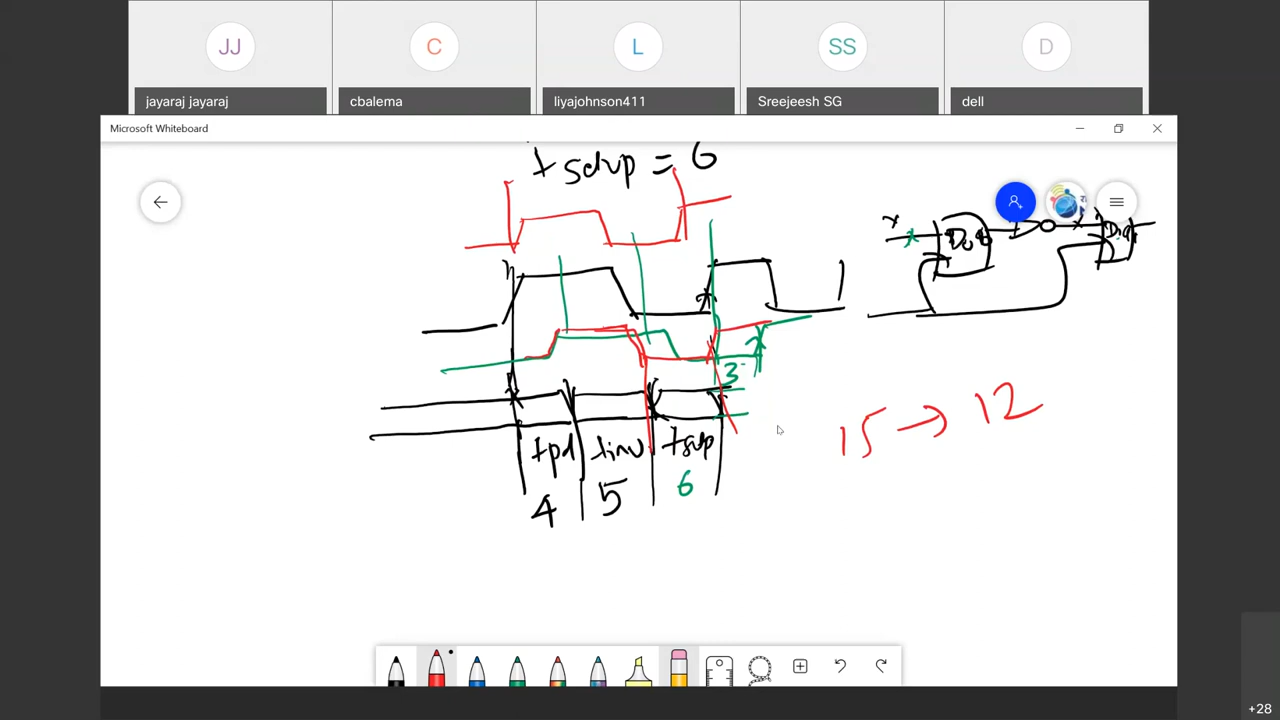 JJ
C
L
SS
D
jayaraj jayaraj
cbalema
liyajohnson411
Sreejeesh SG
dell
Microsoft Whiteboard
tsetup = 6
3
15 → 12
tpd
tinv
tsup
4
5
6
+28